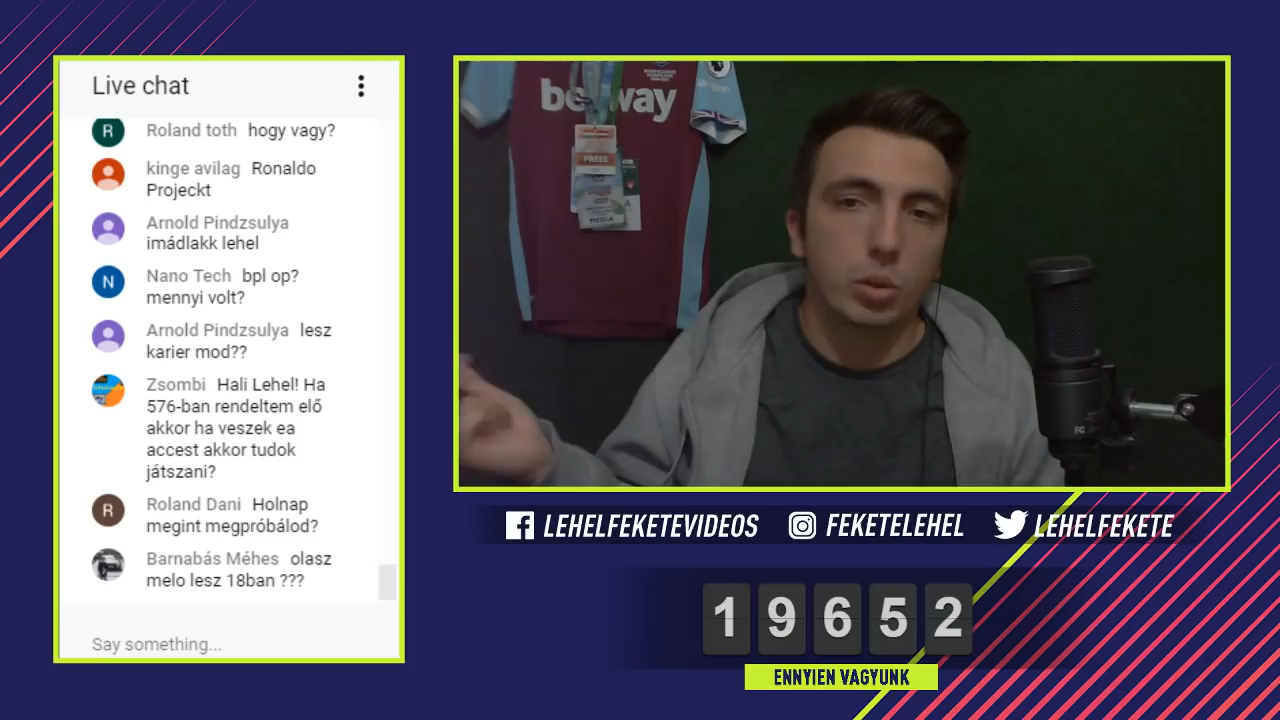 Live chat
Roland toth hogy vagy?
kinge avilag Ronaldo
Projeckt
Arnold Pindzsulya
imádlakk lehel
N
Nano Tech bpl op?
mennyi volt?
Arnold Pindzsulya lesz
karier mod??
Zsombi Hali Lehel! Ha
576-ban rendeltem elő
akkor ha veszek ea
accest akkor tudok
játszani?
R
Roland Dani Holnap
megint megpróbálod?
Barnabás Méhes olasz
melo lesz 18ban ???
Say something...
betway
PRESS
MEDIA
LEHELFEKETEVIDEOS
FEKETELEHEL
LEHELFEKETE
19652
ENNYIEN VAGYUNK